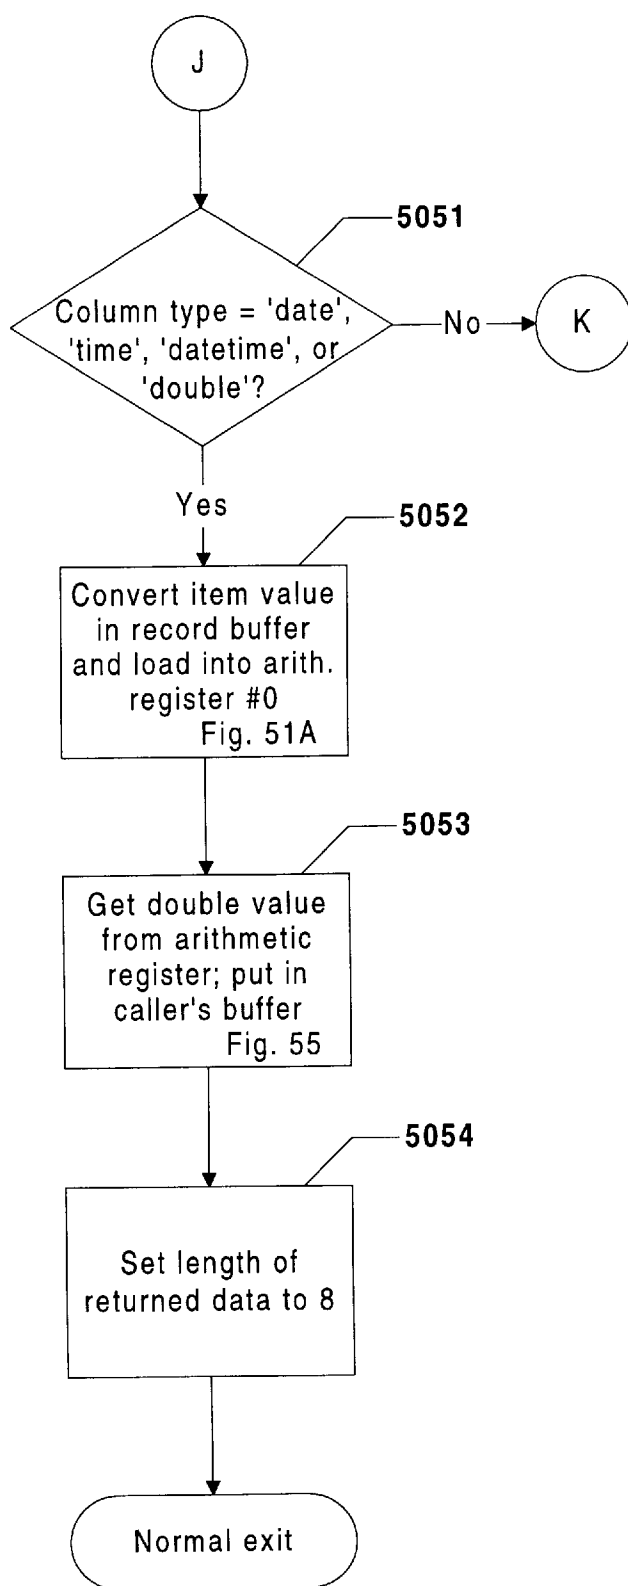 J
5051
Column type = 'date',
'time', 'datetime', or
'double'?
No
K
Yes
5052
Convert item value
in record buffer
and load into arith.
register #0
Fig. 51A
5053
Get double value
from arithmetic
register; put in
caller's buffer
Fig. 55
5054
Set length of
returned data to 8
Normal exit